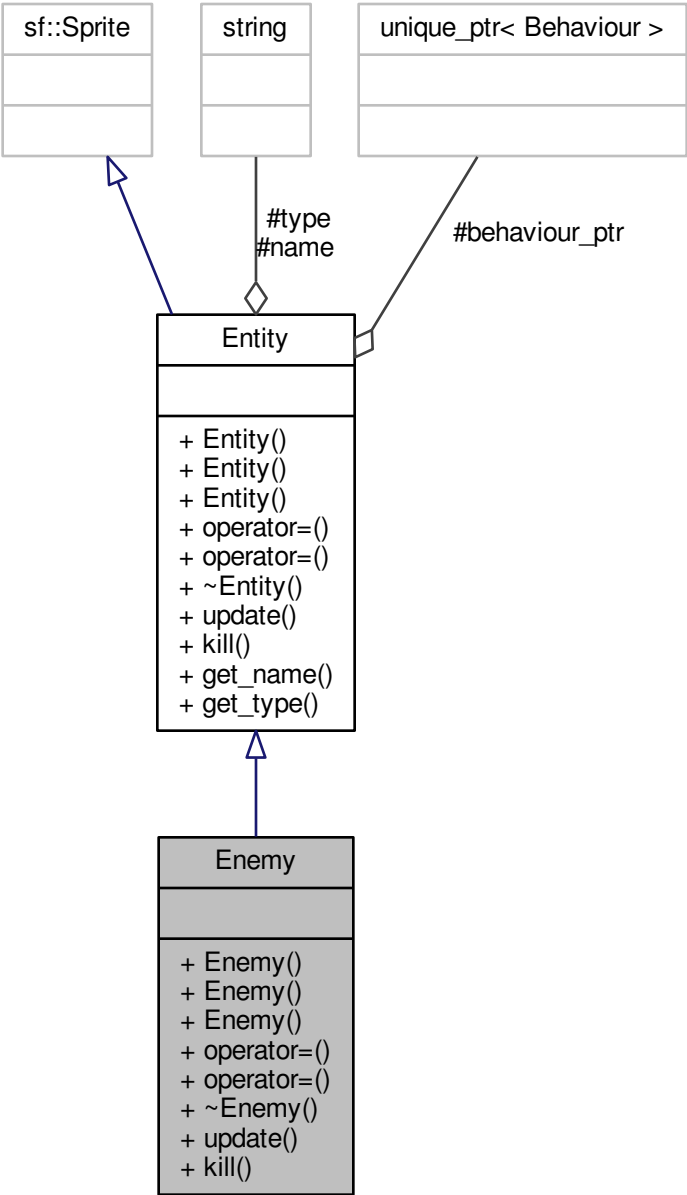 sf::Sprite
string
unique_ptr< Behaviour >
#type
#name
#behaviour_ptr
Entity
+ Entity()
+ Entity()
+ Entity()
+ operator=()
+ operator=()
+ ~Entity()
+ update()
+ kill()
+ get_name()
+ get_type()
Enemy
+ Enemy()
+ Enemy()
+ Enemy()
+ operator=()
+ operator=()
+ ~Enemy()
+ update()
+ kill()